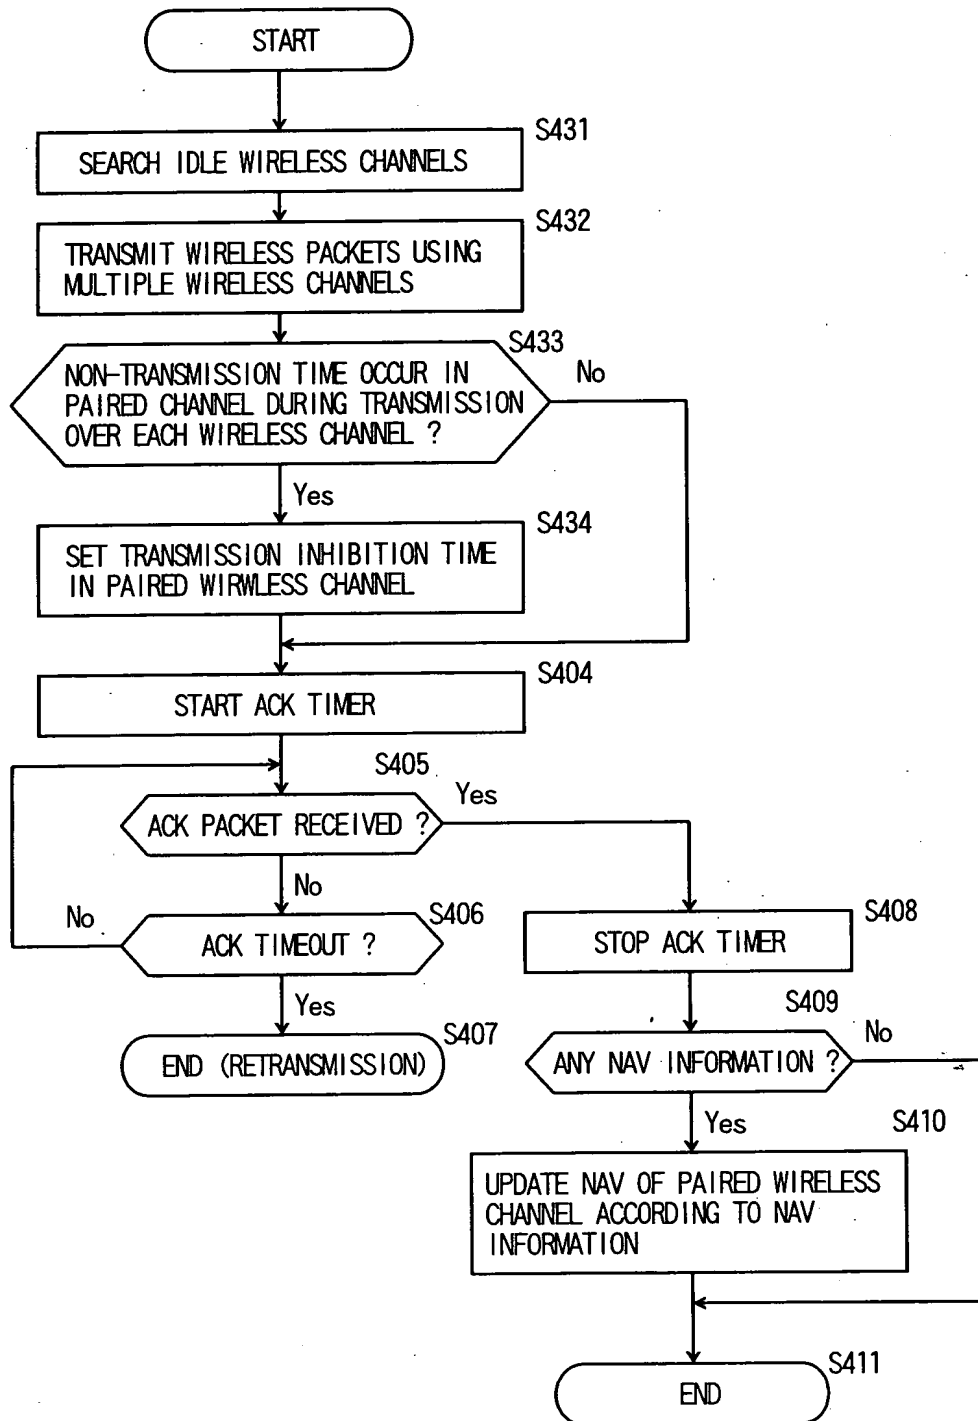 START
S431
SEARCH IDLE WIRELESS CHANNELS
S432
TRANSMIT WIRELESS PACKETS USING
MULTIPLE WIRELESS CHANNELS
S433
NON-TRANSMISSION TIME OCCUR IN
PAIRED CHANNEL DURING TRANSMISSION
OVER EACH WIRELESS CHANNEL ?
No
Yes
S434
SET TRANSMISSION INHIBITION TIME
IN PAIRED WIRWLESS CHANNEL
S404
START ACK TIMER
S405
ACK PACKET RECEIVED ?
Yes
No
S406
ACK TIMEOUT ?
No
Yes
S407
END (RETRANSMISSION)
S408
STOP ACK TIMER
S409
ANY NAV INFORMATION ?
No
Yes
S410
UPDATE NAV OF PAIRED WIRELESS
CHANNEL ACCORDING TO NAV
INFORMATION
S411
END